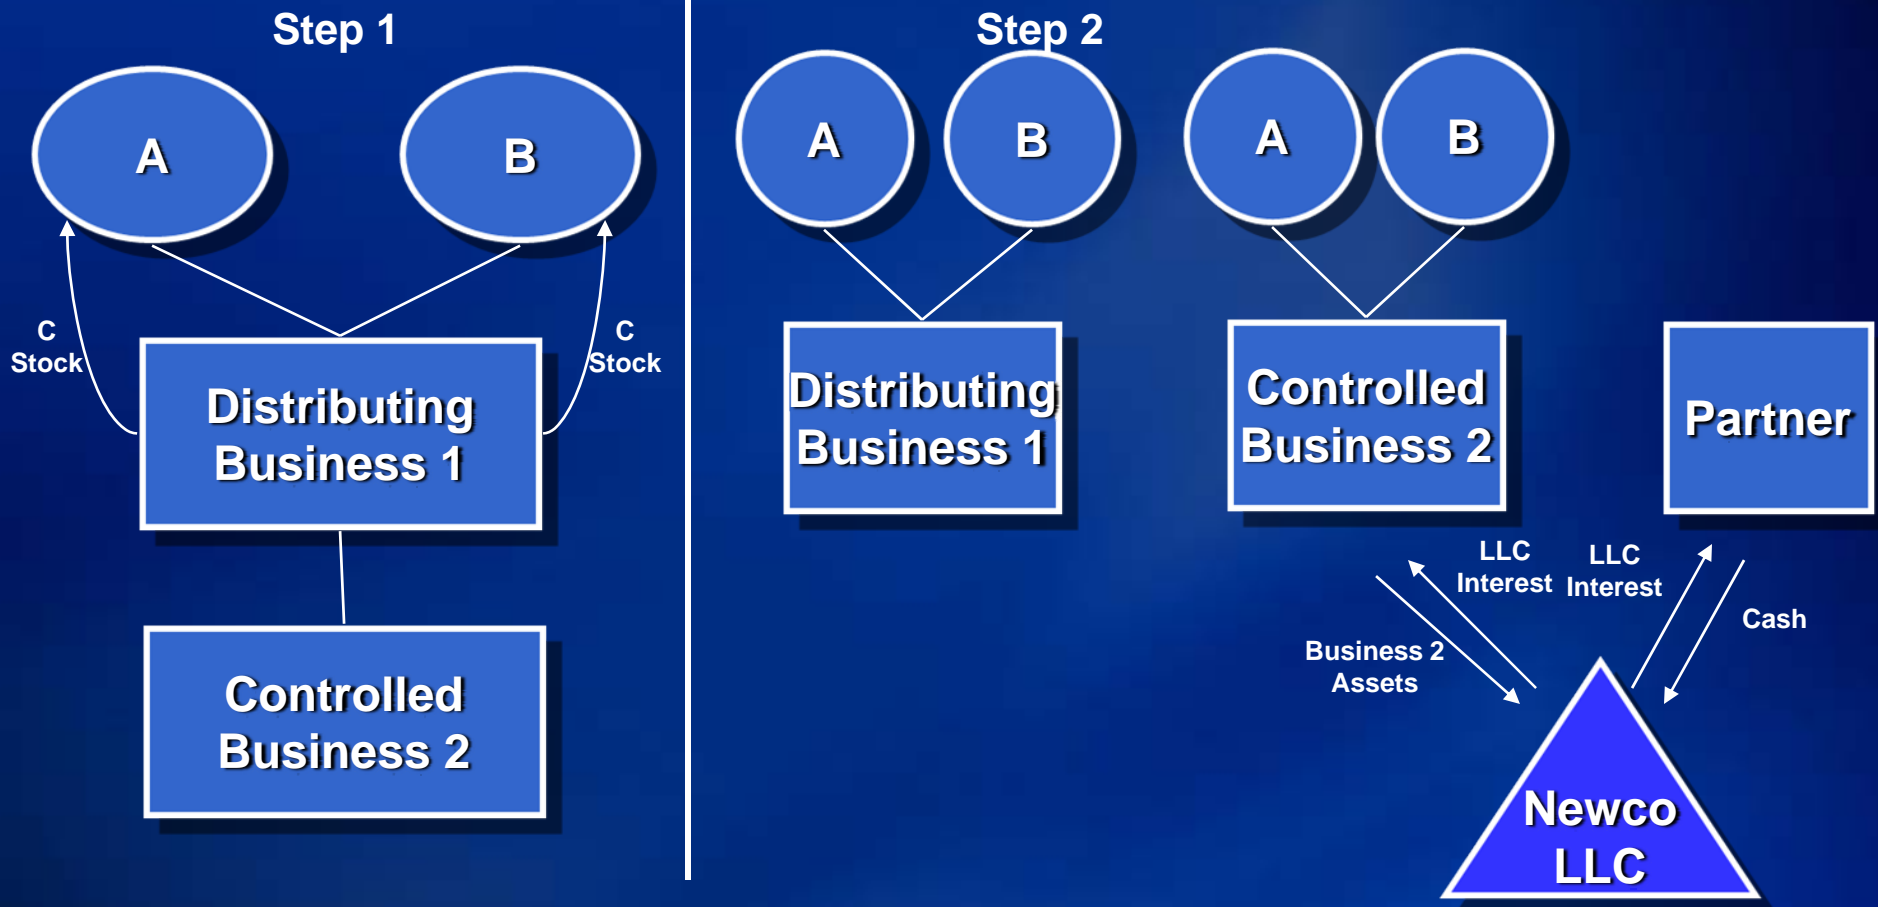 Step 1
A
B
C
Stock
C
Stock
Distributing
Business 1
Controlled
Business 2
Step 2
A
B
A
B
Distributing
Business 1
Controlled
Business 2
Partner
LLC
Interest
LLC
Interest
Cash
Business 2
Assets
Newco
LLC